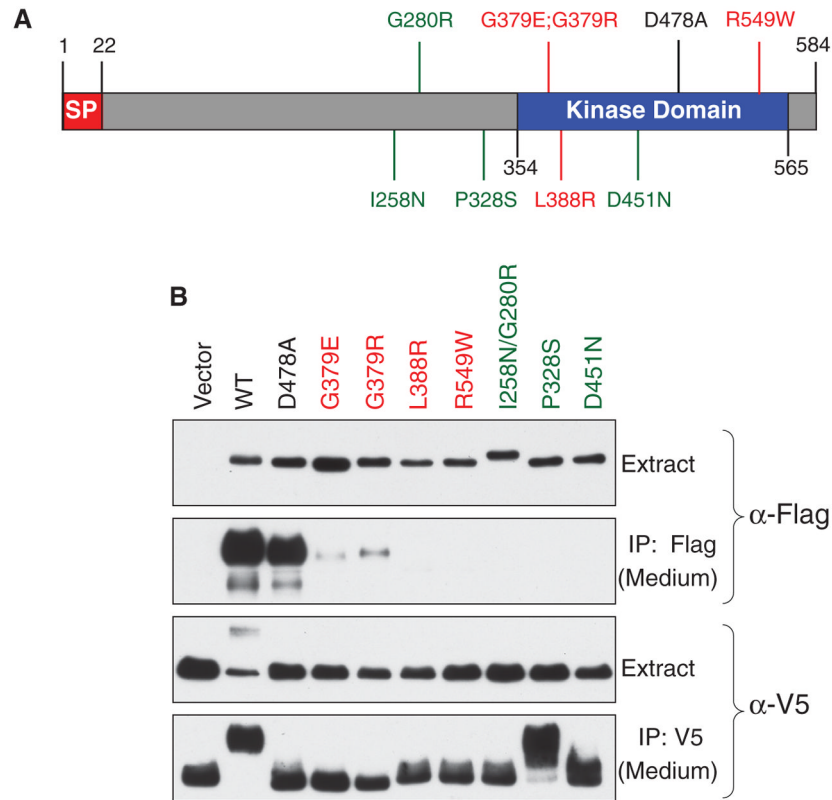 A
G280R G379E;G379R D478A R549W
1 22 584
SP Kinase Domain
354 565
I258N P328S L388R D451N
B
Vector WT D478A G379E G379R L388R R549W I258N/G280R P328S D451N
Extract
α-Flag
IP: Flag
(Medium)
Extract
α-V5
IP: V5
(Medium)